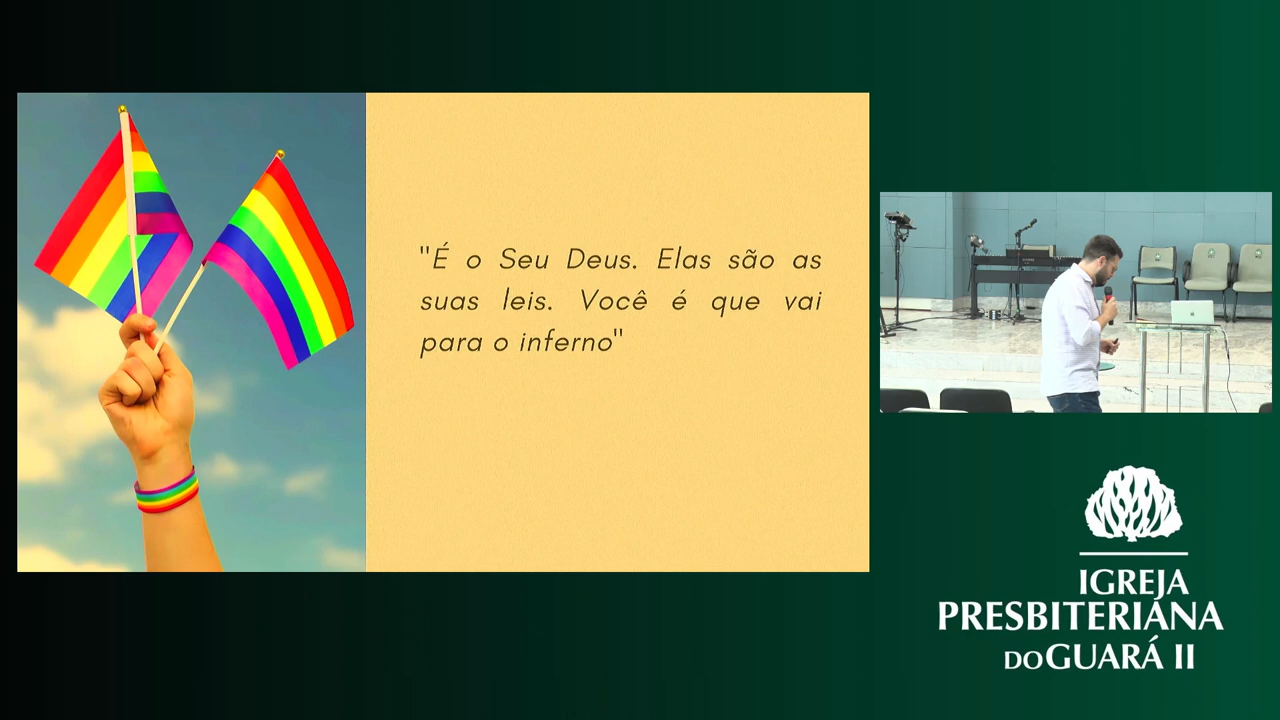 "É o Seu Deus. Elas são as
suas leis. Você é que vai
para o inferno"
IGREJA
PRESBITERIANA
DO GUARÁ II